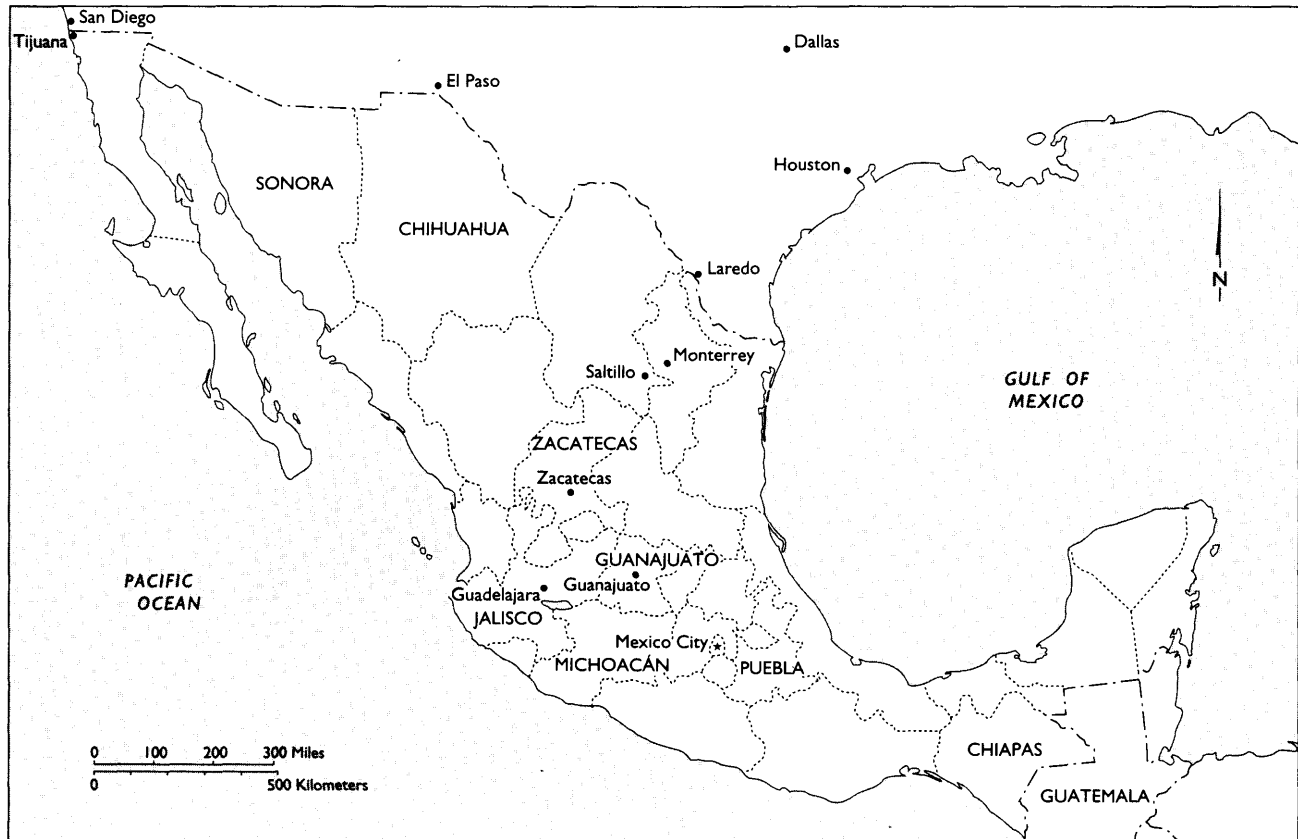 San Diego
Tijuana
Dallas
El Paso
Houston
SONORA
CHIHUAHUA
Laredo
N
Monterrey
Saltillo
GULF OF
MEXICO
ZACATECAS
Zacatecas
GUANAJUATO
PACIFIC
OCEAN
Guanajuato
Guadelajara
JALISCO
Mexico City
MICHOACÁN
PUEBLA
0 100 200 300 Miles
0 500 Kilometers
CHIAPAS
GUATEMALA